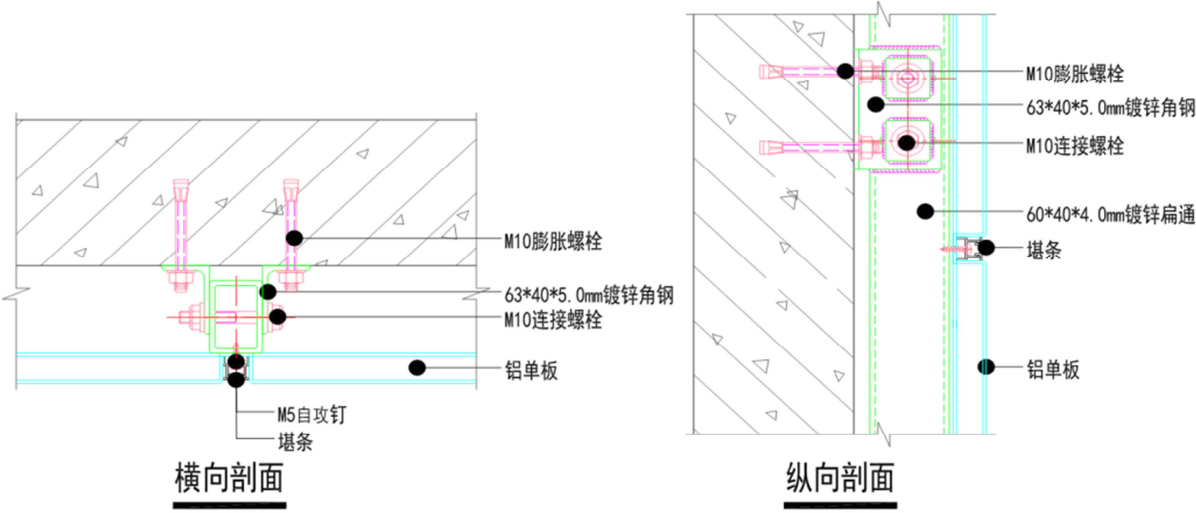 M10膨胀螺栓
63*40*5.0mm镀锌角钢
M10连接螺栓
铝单板
M5自攻钉
堪条
横向剖面
M10膨胀螺栓
63*40*5.0mm镀锌角钢
M10连接螺栓
60*40*4.0mm镀锌扁通
堪条
铝单板
纵向剖面